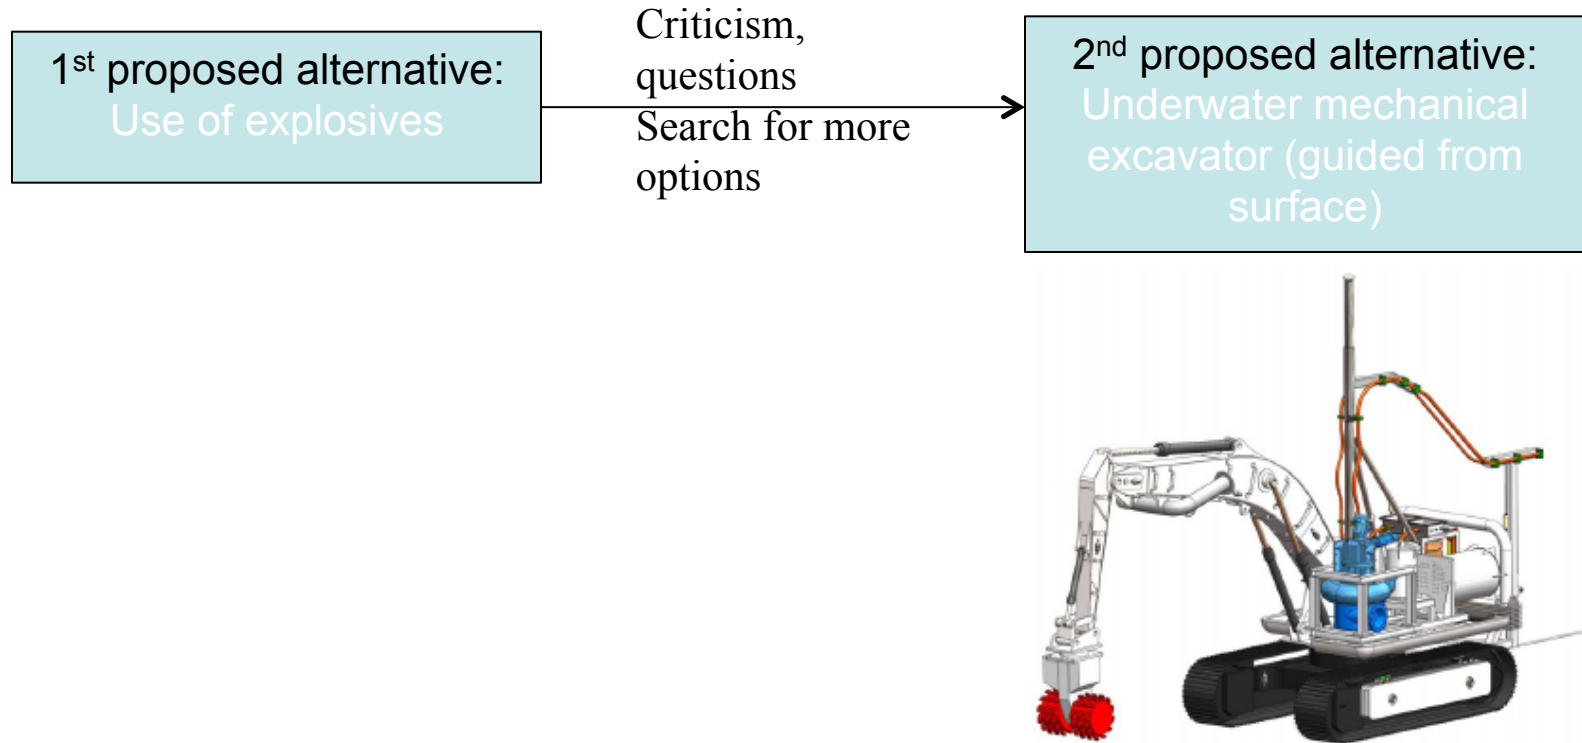 1st proposed alternative:
Use of explosives
Criticism,
questions
Search for more
options
2nd proposed alternative:
Underwater mechanical
excavator (guided from
surface)